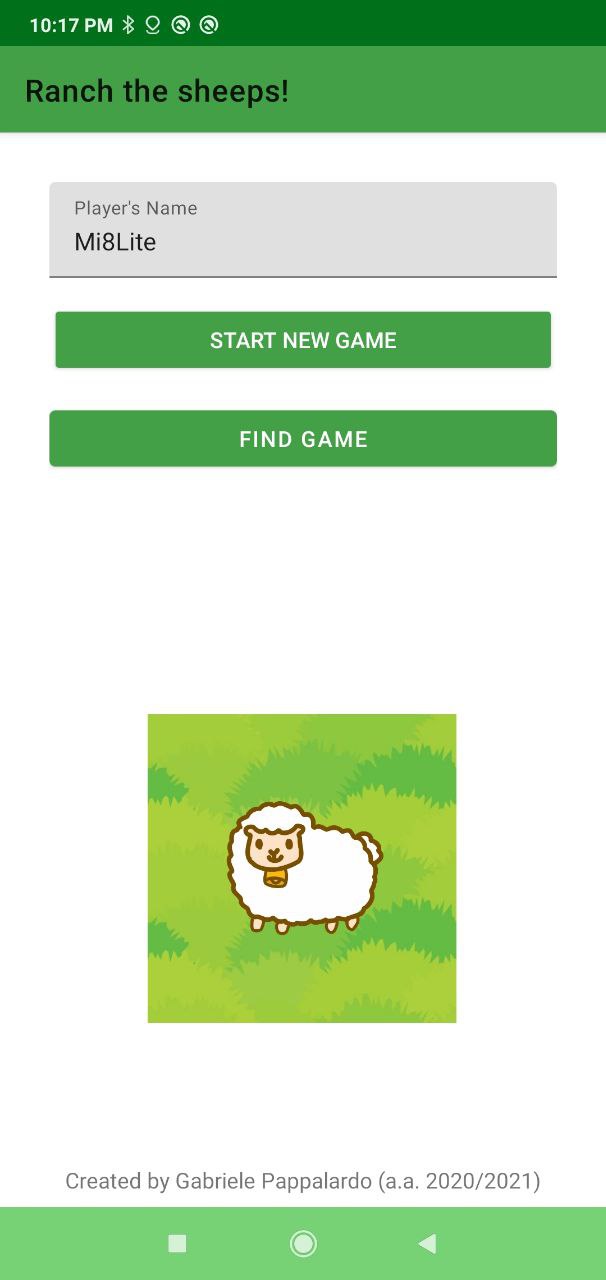 10:17 PM
Ranch the sheeps!
Player's Name
Mi8Lite
START NEW GAME
FIND GAME
Created by Gabriele Pappalardo (a.a. 2020/2021)